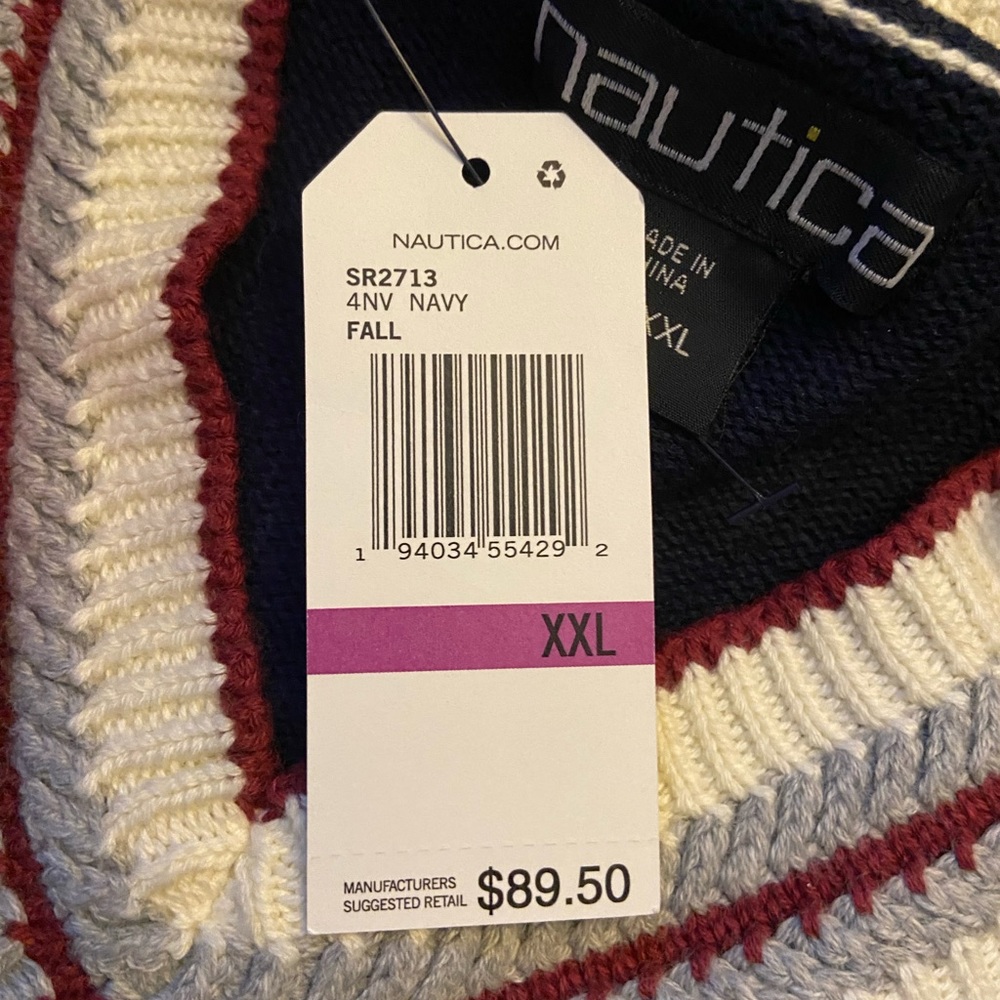 nautica
ADE IN
INA
XXL
NAUTICA.COM
SR2713
4NV NAVY
FALL
1 94034 55429 2
XXL
MANUFACTURERS
SUGGESTED RETAIL $89.50